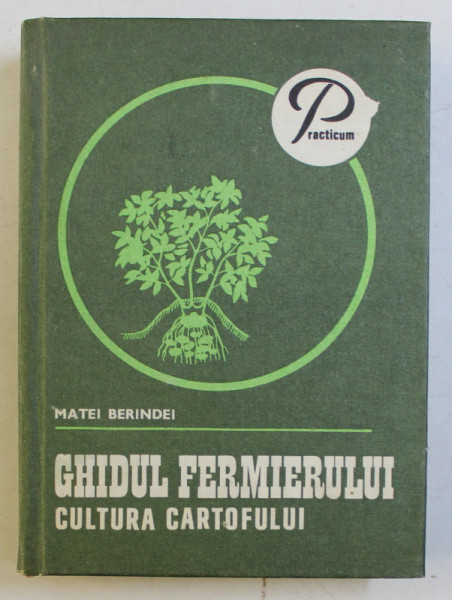 Practicum
MATEI BERINDEI
GHIDUL FERMIERULUI
CULTURA CARTOFULUI